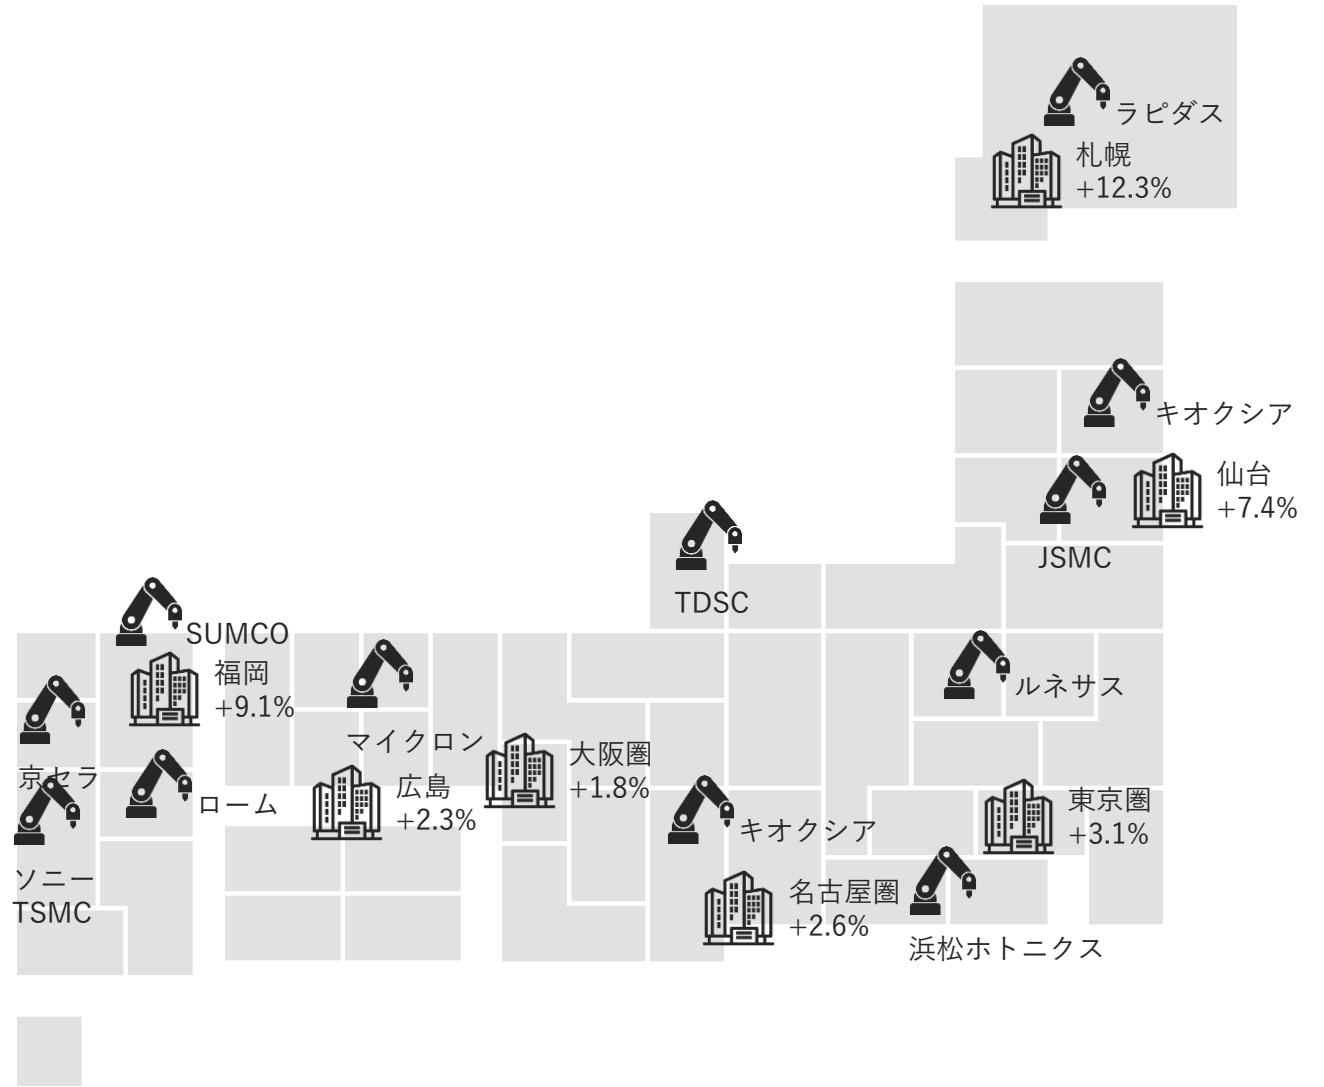 ラピダス
札幌
+12.3%
キオクシア
仙台
+7.4%
JSMC
TDSC
SUMCO
福岡
+9.1%
ルネサス
マイクロン
大阪圏
+1.8%
京セラ
ローム
広島
+2.3%
東京圏
+3.1%
キオクシア
ソニー
TSMC
名古屋圏
+2.6%
浜松ホトニクス